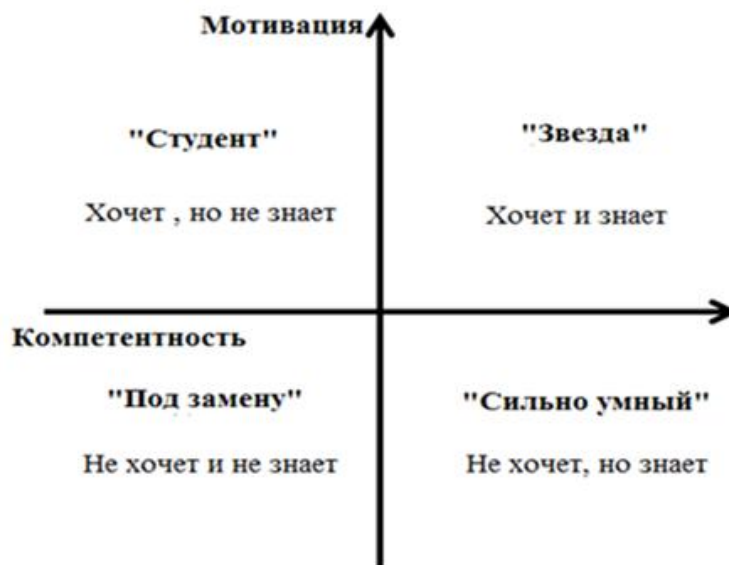 Мотивация
"Студент"
"Звезда"
Хочет , но не знает
Хочет и знает
Компетентность
"Под замену"
"Сильно умный"
Не хочет и не знает
Не хочет, но знает